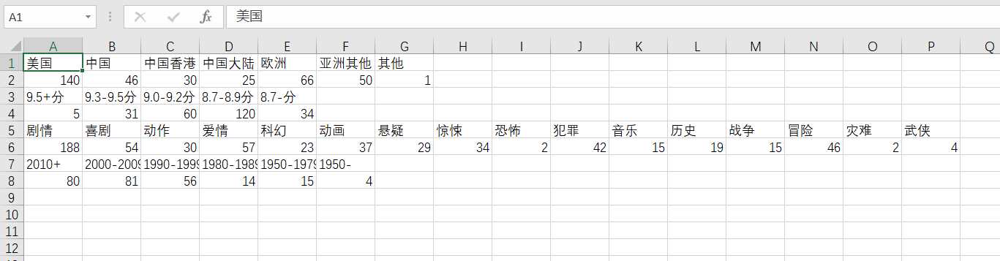 A1 fx 美国
A B C D E F G H I J K L M N O P Q
1 美国 中国 中国香港 中国大陆 欧洲 亚洲其他 其他
2 140 46 30 25 66 50 1
3 9.5+分 9.3-9.5分 9.0-9.2分 8.7-8.9分 8.7-分
4 5 31 60 120 34
5 剧情 喜剧 动作 爱情 科幻 动画 悬疑 惊悚 恐怖 犯罪 音乐 历史 战争 冒险 灾难 武侠
6 188 54 30 57 23 37 29 34 2 42 15 19 15 46 2 4
7 2010+ 2000-2009 1990-1999 1980-1989 1950-1979 1950-
8 80 81 56 14 15 4
9
10
11
12